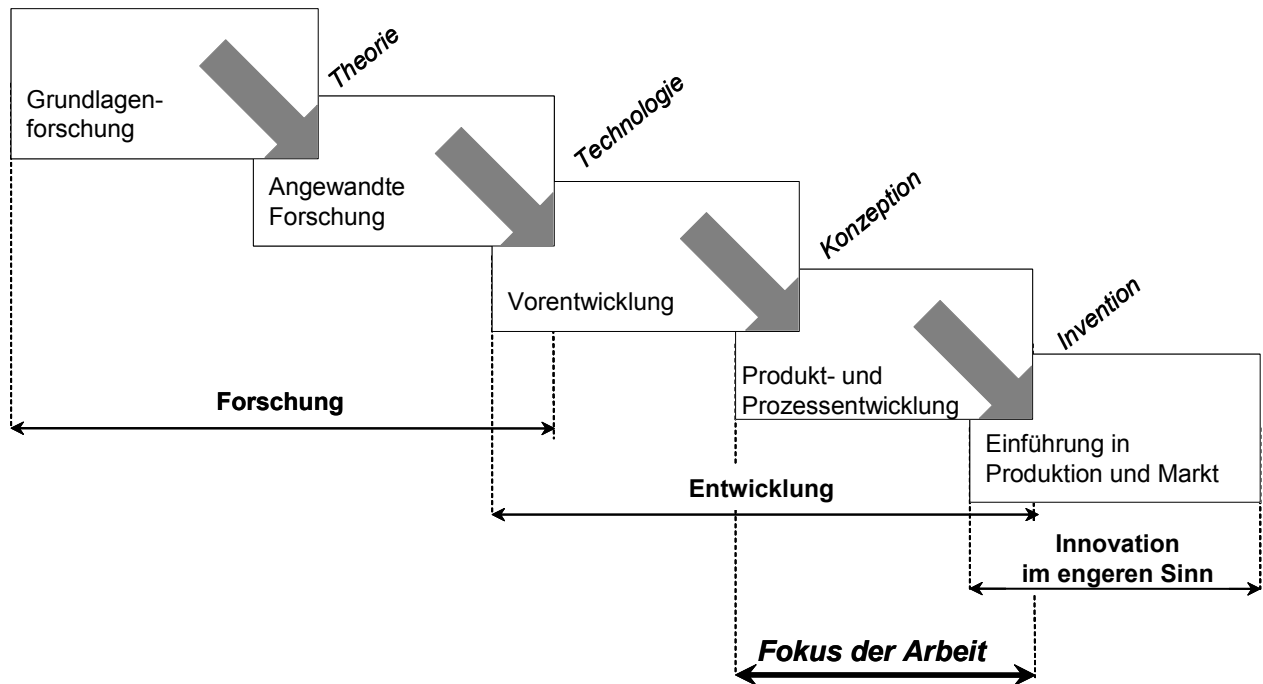 Grundlagen-
forschung
Theorie
Angewandte
Forschung
Technologie
Vorentwicklung
Konzeption
Produkt- und
Prozessentwicklung
Invention
Einführung in
Produktion und Markt
Forschung
Entwicklung
Innovation
im engeren Sinn
Fokus der Arbeit